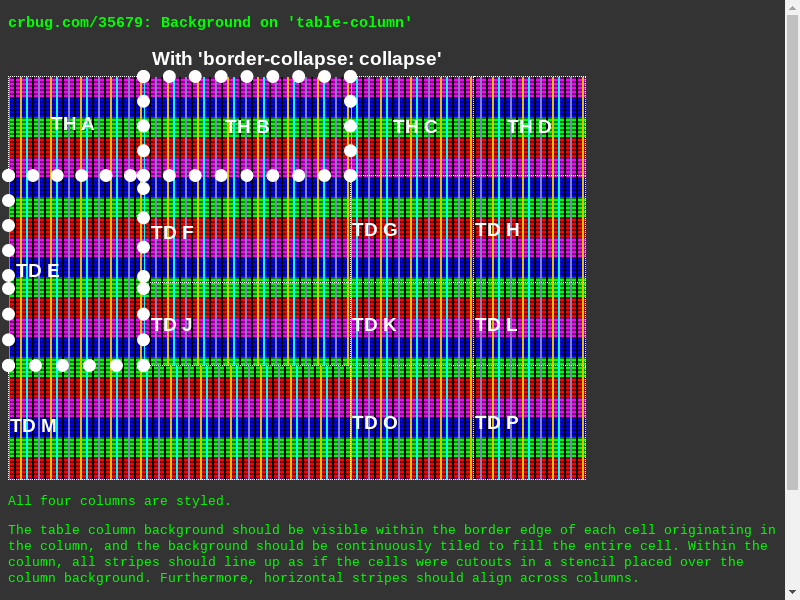 crbug.com/35679: Background on 'table-column'
With 'border-collapse: collapse'
TH A TH B TH C TH D
TD E TD F TD G TD H
TD J TD K TD L
TD M TD O TD P
All four columns are styled.
The table column background should be visible within the border edge of each cell originating in
the column, and the background should be continuously tiled to fill the entire cell. Within the
column, all stripes should line up as if the cells were cutouts in a stencil placed over the
column background. Furthermore, horizontal stripes should align across columns.